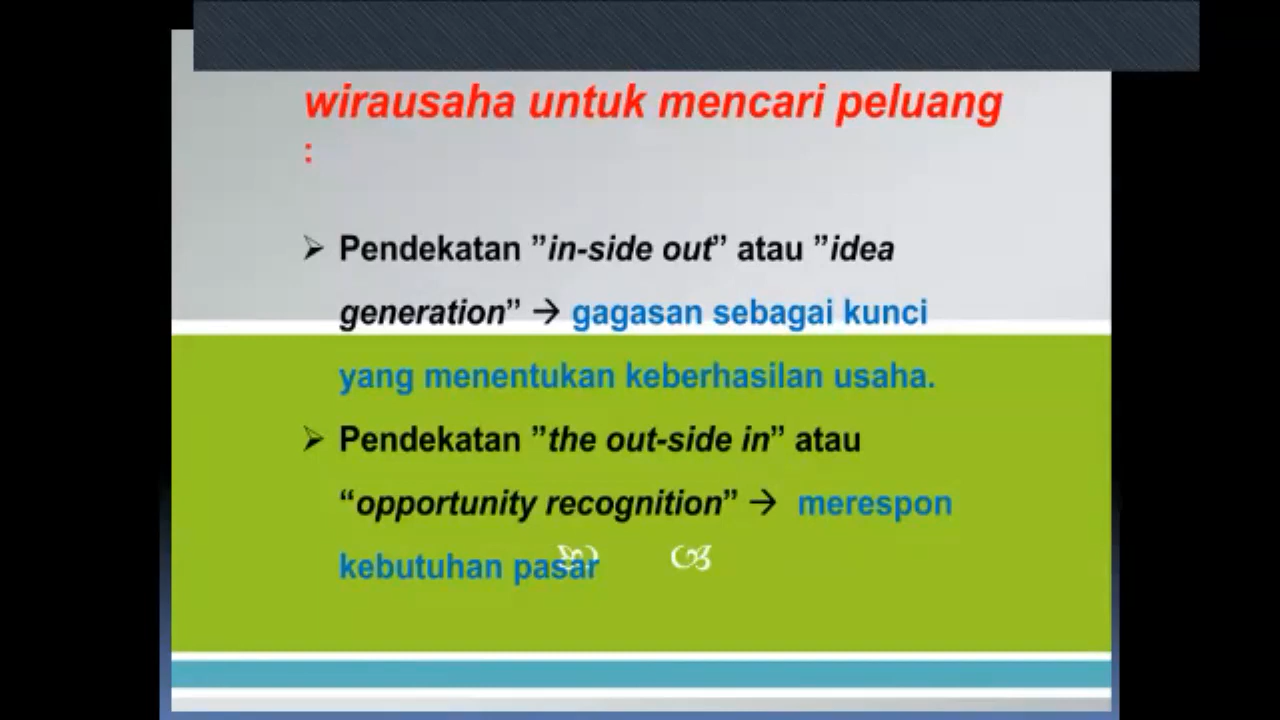 wirausaha untuk mencari peluang
:
➢ Pendekatan ”in-side out” atau ”idea
generation” → gagasan sebagai kunci
yang menentukan keberhasilan usaha.
➢ Pendekatan ”the out-side in” atau
“opportunity recognition” → merespon
kebutuhan pasar